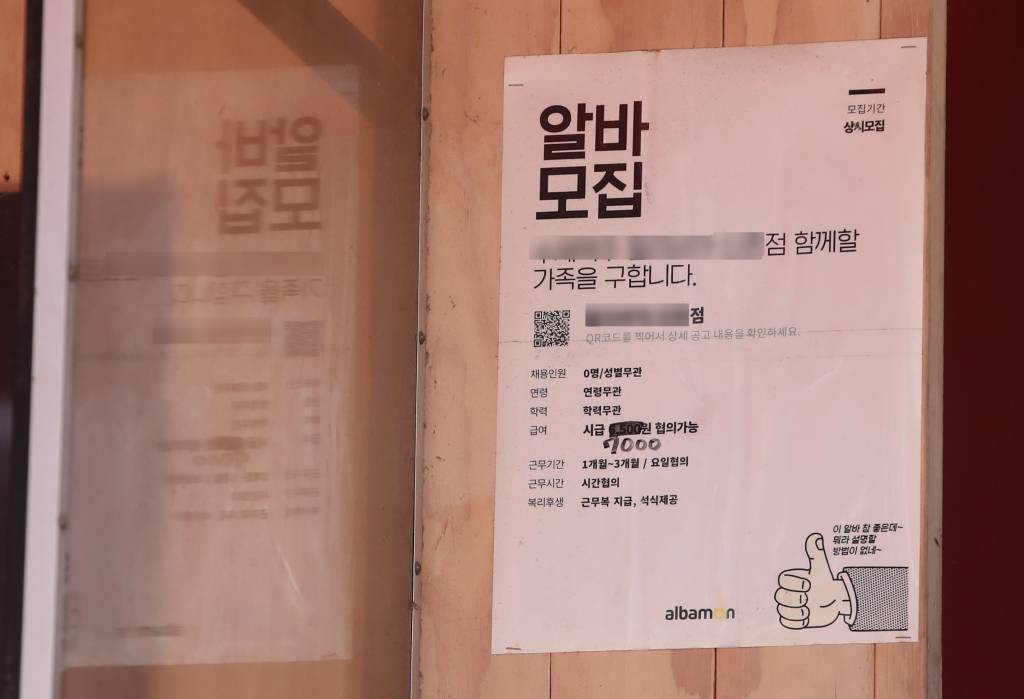 알바
모집
모집기간
상시모집
점 함께할
가족을 구합니다.
점
QR코드를 찍어서 상세 공고 내용을 확인하세요.
채용인원 0명/성별무관
연령 연령무관
학력 학력무관
급여 시급 6,500원 협의가능
7000
근무기간 1개월~3개월 / 요일협의
근무시간 시간협의
복리후생 근무복 지급, 석식제공
이 알바 참 좋은데~
뭐라 설명할
방법이 없네~
albamon